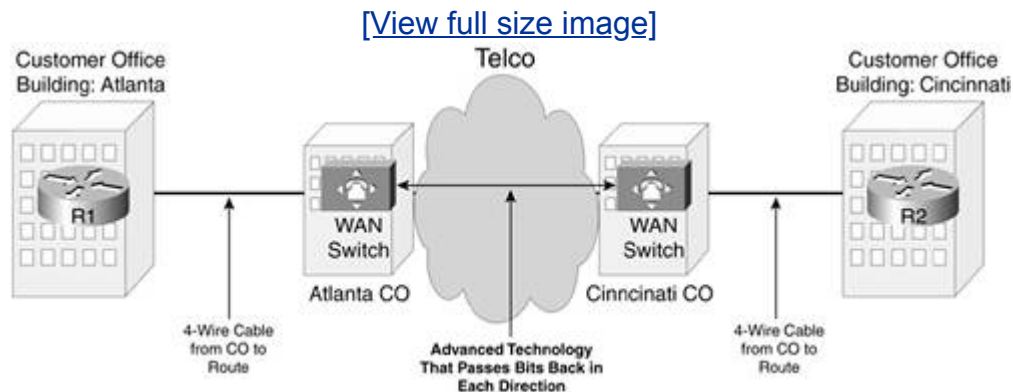 [View full size image]
Customer Office
Building: Atlanta
Telco
Customer Office
Building: Cincinnati
R1
WAN
Switch
WAN
Switch
R2
Atlanta CO
Cinncinati CO
4-Wire Cable
from CO to
Route
Advanced Technology
That Passes Bits Back in
Each Direction
4-Wire Cable
from CO to
Route